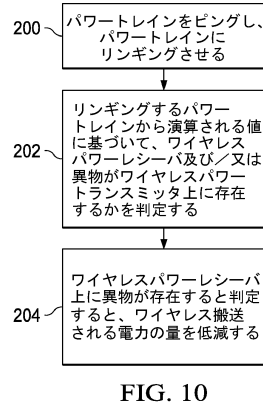 200
パワートレインをピングし、
パワートレインに
リンギングさせる
202
リンギングするパワー
トレインから演算される値
に基づいて、ワイヤレス
パワーレシーバ及び／又は
異物がワイヤレスパワー
トランスミッタ上に存在
するかを判定する
204
ワイヤレスパワーレシーバ
上に異物が存在すると判定
すると、ワイヤレス搬送
される電力の量を低減する
FIG. 10